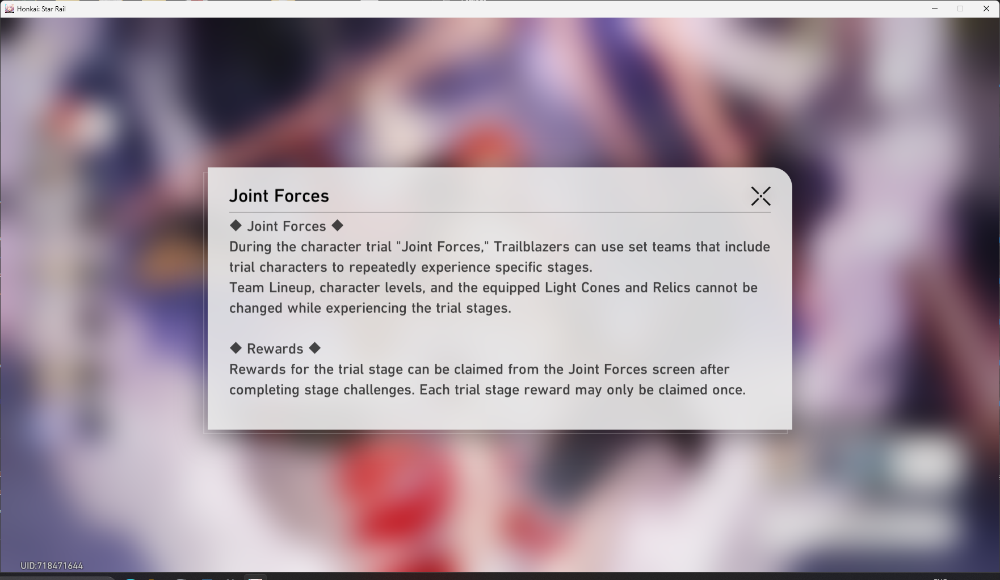 Honkai: Star Rail
Joint Forces
◆ Joint Forces ◆
During the character trial "Joint Forces," Trailblazers can use set teams that include
trial characters to repeatedly experience specific stages.
Team Lineup, character levels, and the equipped Light Cones and Relics cannot be
changed while experiencing the trial stages.
◆ Rewards ◆
Rewards for the trial stage can be claimed from the Joint Forces screen after
completing stage challenges. Each trial stage reward may only be claimed once.
UID:718471644